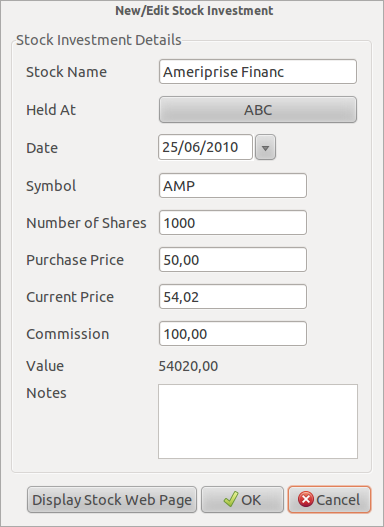 New/Edit Stock Investment
Stock Investment Details
Stock Name Ameriprise Financ
Held At ABC
Date 25/06/2010
Symbol AMP
Number of Shares 1000
Purchase Price 50,00
Current Price 54,02
Commission 100,00
Value 54020,00
Notes
Display Stock Web Page OK Cancel